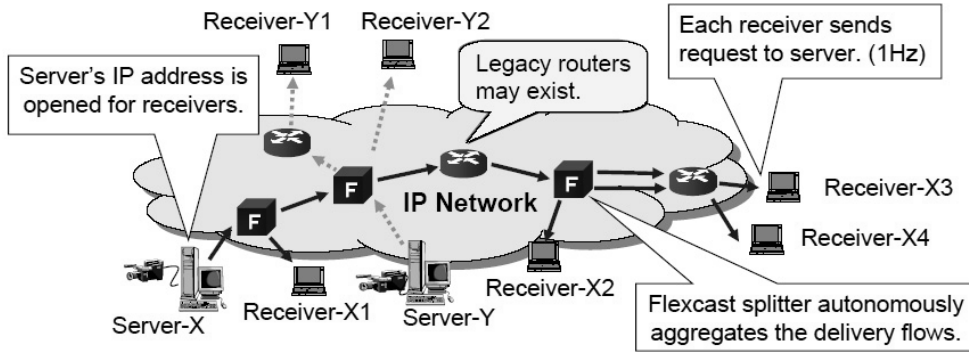 Receiver-Y1
Receiver-Y2
Each receiver sends
request to server. (1Hz)
Server's IP address is
opened for receivers.
Legacy routers
may exist.
F
F
F
IP Network
Receiver-X3
Receiver-X4
Server-X
Receiver-X1
Server-Y
Receiver-X2
Flexcast splitter autonomously
aggregates the delivery flows.